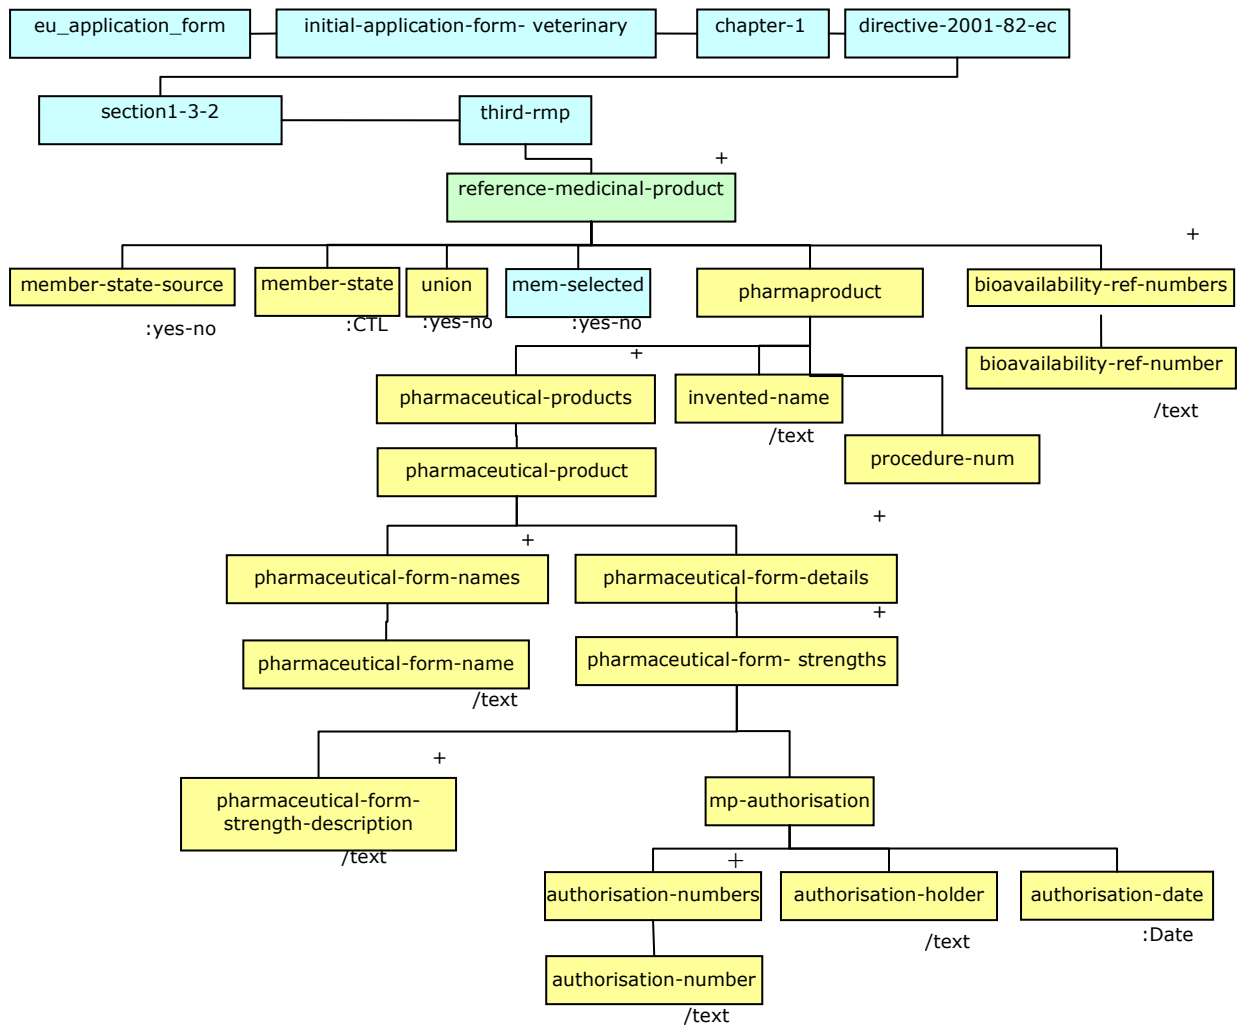 eu_application_form
initial-application-form- veterinary
chapter-1
directive-2001-82-ec
section1-3-2
third-rmp
+
reference-medicinal-product
+
member-state-source
:yes-no
member-state
:CTL
union
:yes-no
mem-selected
:yes-no
pharmaproduct
bioavailability-ref-numbers
bioavailability-ref-number
/text
+
pharmaceutical-products
invented-name
/text
procedure-num
pharmaceutical-product
+
+
pharmaceutical-form-names
pharmaceutical-form-details
+
pharmaceutical-form-name
/text
pharmaceutical-form- strengths
+
pharmaceutical-form-
strength-description
/text
mp-authorisation
+
authorisation-numbers
authorisation-holder
/text
authorisation-date
:Date
authorisation-number
/text